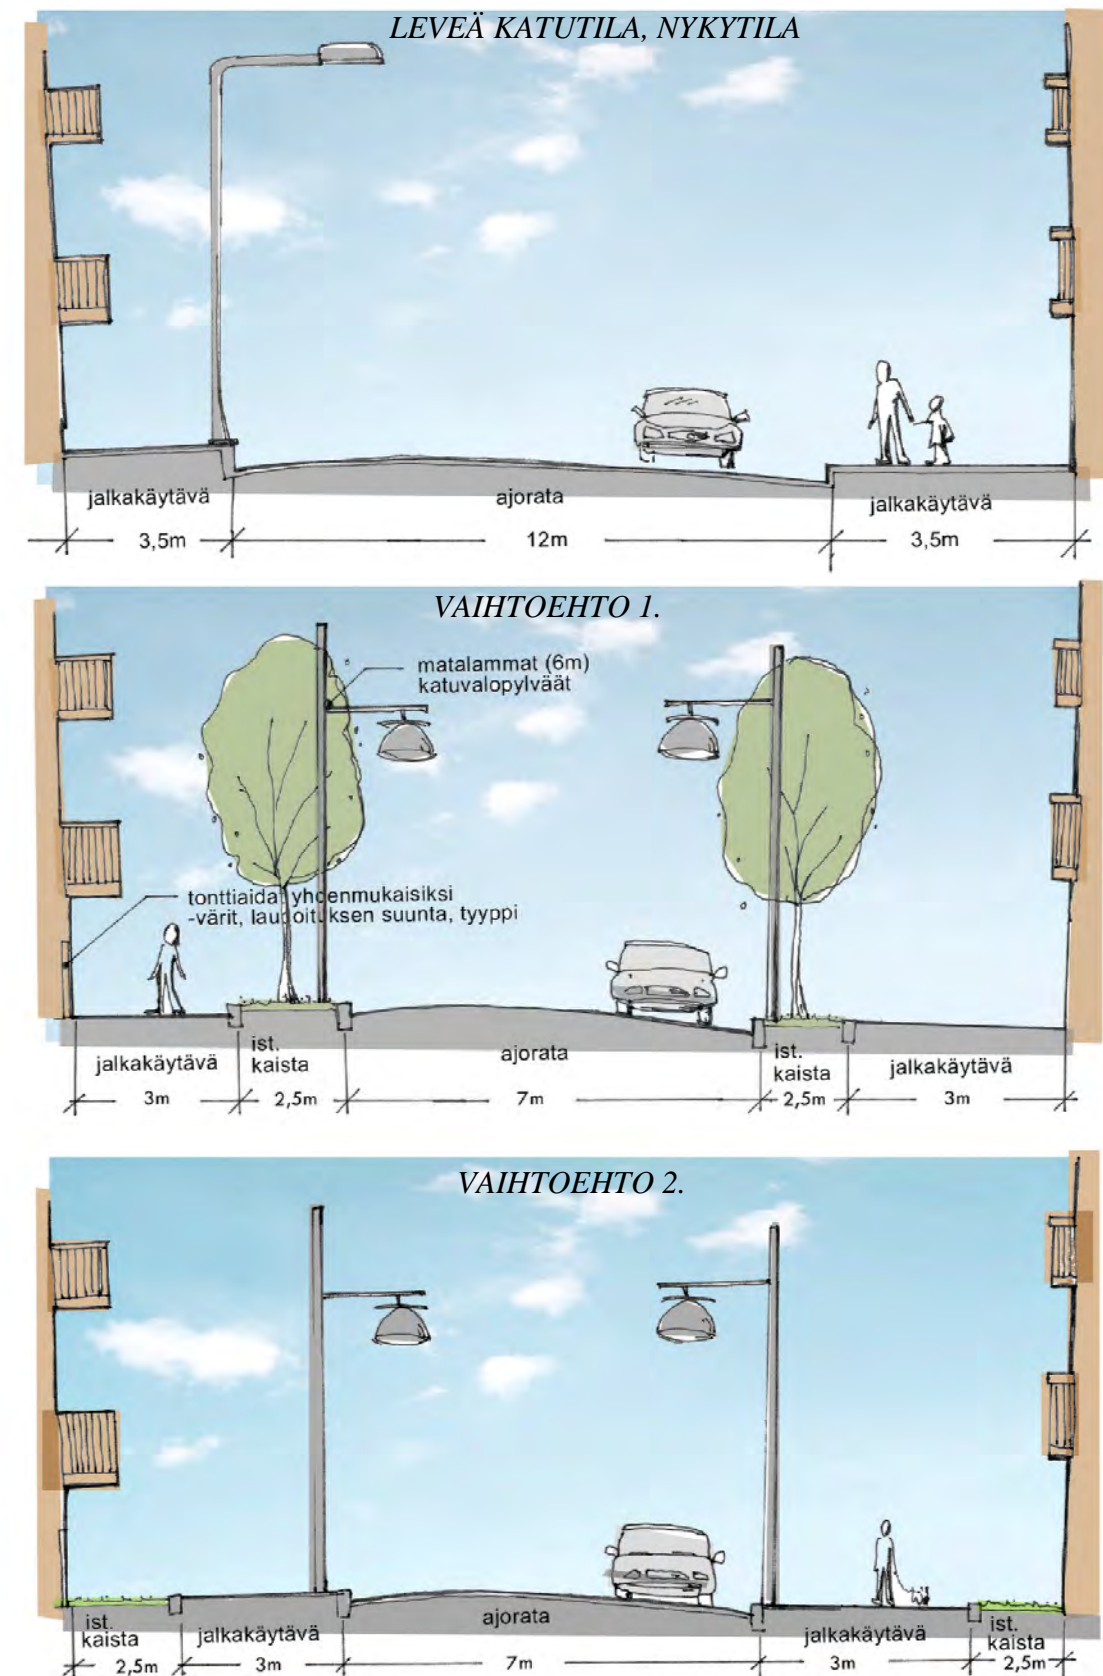 LEVEÄ KATUTILA, NYKYTILA
jalkakäytävä
ajorata
jalkakäytävä
3,5m
12m
3,5m
VAIHTOEHTO 1.
matalammat (6m)
katuvalopylväät
tonttiaidat yhdenmukaisiksi
-värit, laudoituksen suunta, tyyppi
jalkakäytävä
ist.
kaista
ajorata
ist.
kaista
jalkakäytävä
3m
2,5m
7m
2,5m
3m
VAIHTOEHTO 2.
ist.
kaista
jalkakäytävä
ajorata
jalkakäytävä
ist.
kaista
2,5m
3m
7m
3m
2,5m